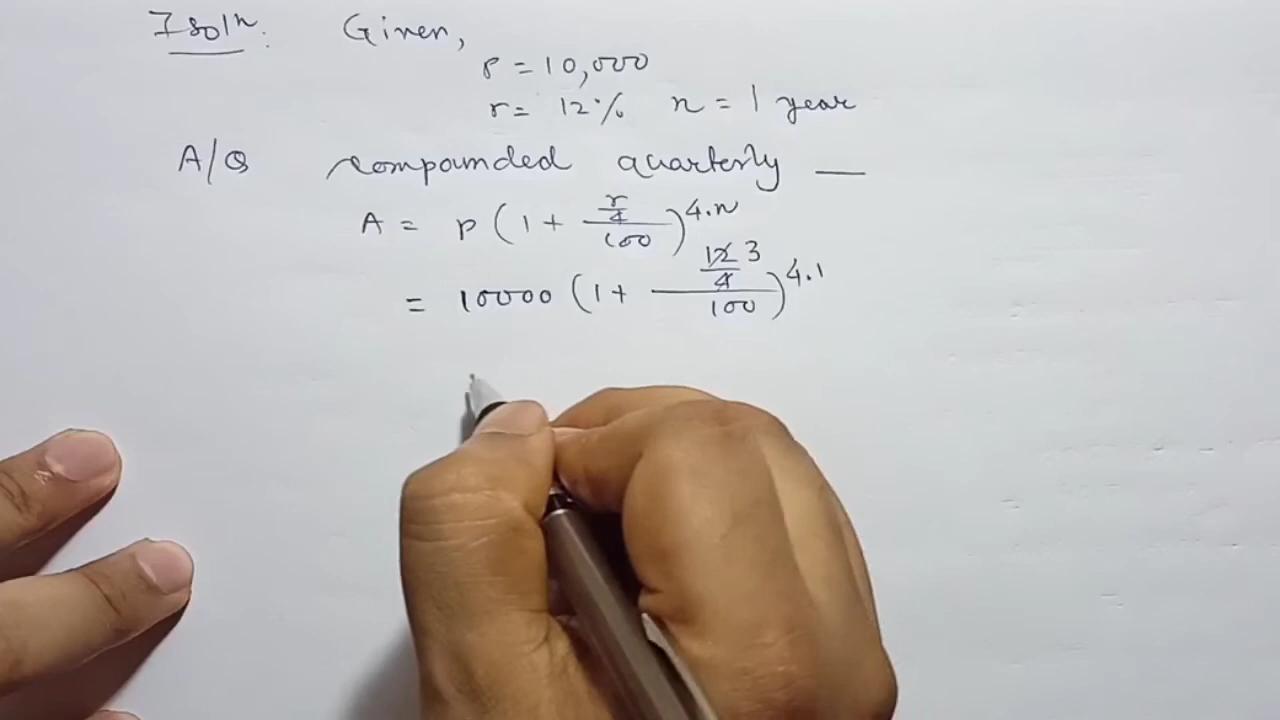 I soln. Given,
P = 10,000
r = 12% n = 1 year
A/Q compounded quarterly —
A = P (1 + r/4/100)^4.n
= 10000 (1 + 12/4 3/100)^4.1